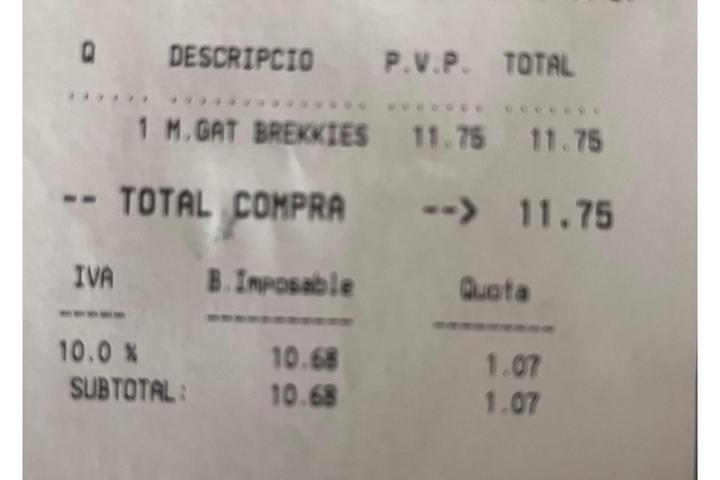 Q DESCRIPCIO P.V.P. TOTAL
1 M.GAT BREKKIES 11.75 11.75
-- TOTAL COMPRA --> 11.75
IVA B.Imposable Quota
10.0 % 10.68 1.07
SUBTOTAL: 10.68 1.07